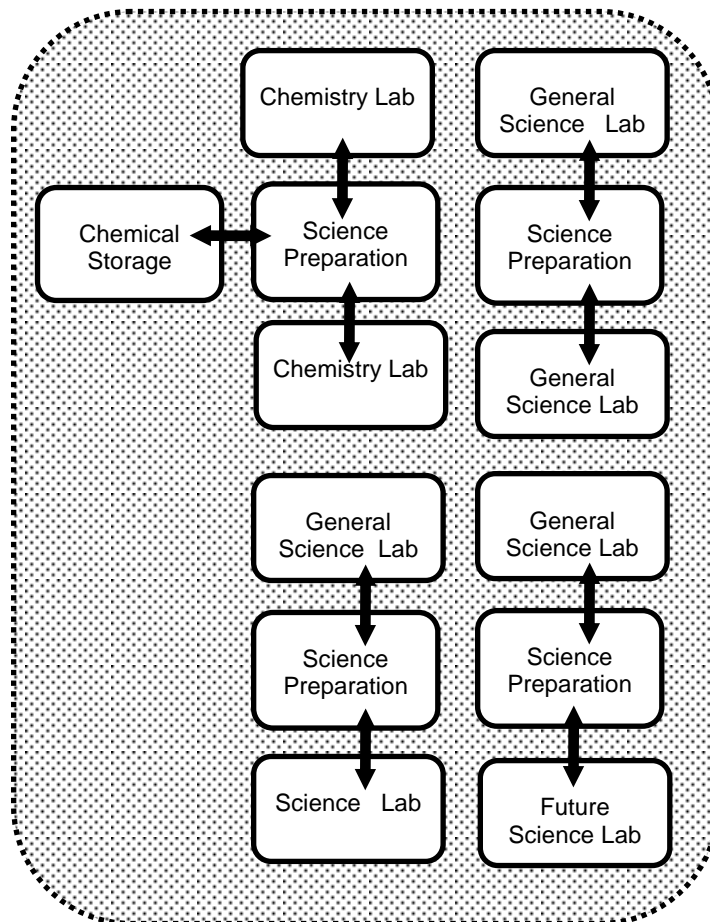 Chemistry Lab
General
Science Lab
Chemical
Storage
Science
Preparation
Science
Preparation
Chemistry Lab
General
Science Lab
General
Science Lab
General
Science Lab
Science
Preparation
Science
Preparation
Science Lab
Future
Science Lab